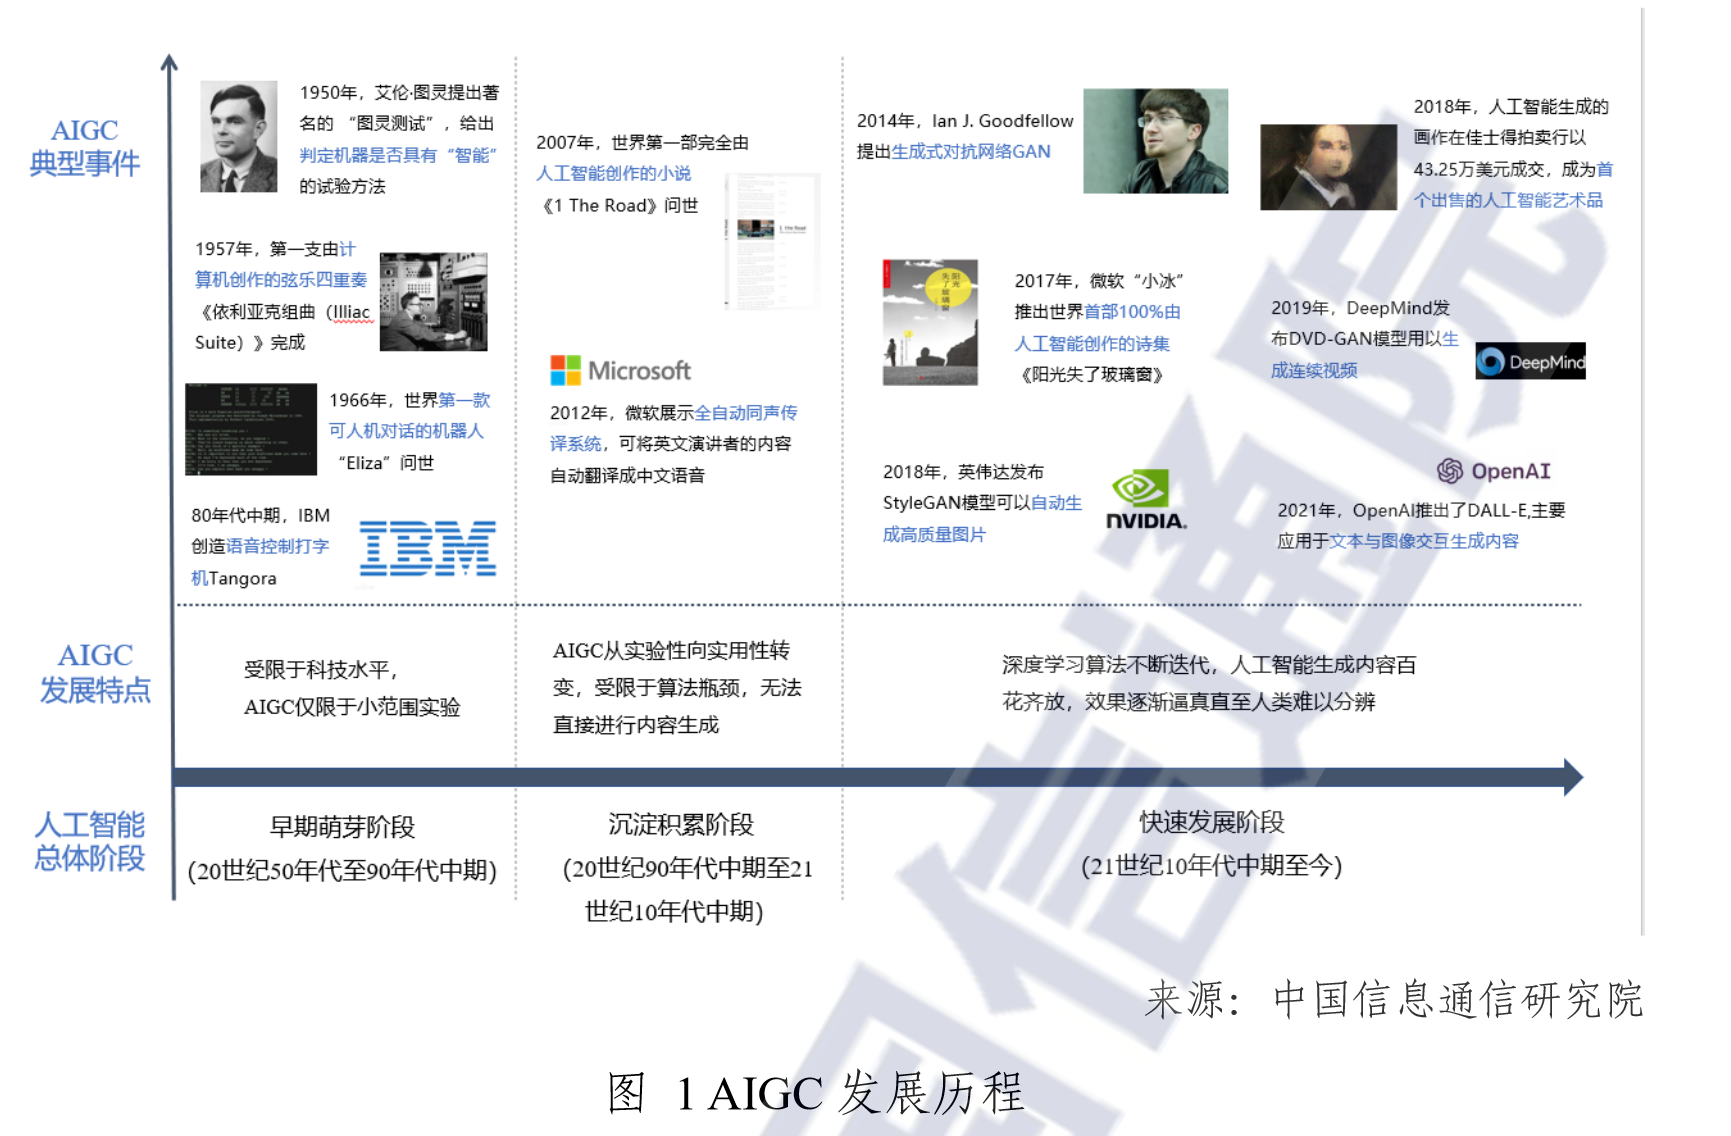 AIGC
典型事件
1950年，艾伦·图灵提出著
名的“图灵测试”，给出
判定机器是否具有“智能”
的试验方法
1957年，第一支由计
算机创作的弦乐四重奏
《依利亚克组曲（Illiac
Suite）》完成
ELIZA
1966年，世界第一款
可人机对话的机器人
“Eliza”问世
80年代中期，IBM
创造语音控制打字
机Tangora
IBM
2007年，世界第一部完全由
人工智能创作的小说
《1 The Road》问世
1 the Road
Microsoft
2012年，微软展示全自动同声传
译系统，可将英文演讲者的内容
自动翻译成中文语音
2014年，Ian J. Goodfellow
提出生成式对抗网络GAN
阳光
失了玻璃窗
2017年，微软“小冰”
推出世界首部100%由
人工智能创作的诗集
《阳光失了玻璃窗》
2018年，英伟达发布
StyleGAN模型可以自动生
成高质量图片
NVIDIA.
2018年，人工智能生成的
画作在佳士得拍卖行以
43.25万美元成交，成为首
个出售的人工智能艺术品
2019年，DeepMind发
布DVD-GAN模型用以生
成连续视频
DeepMind
OpenAI
2021年，OpenAI推出了DALL-E,主要
应用于文本与图像交互生成内容
AIGC
发展特点
受限于科技水平，
AIGC仅限于小范围实验
AIGC从实验性向实用性转
变，受限于算法瓶颈，无法
直接进行内容生成
深度学习算法不断迭代，人工智能生成内容百
花齐放，效果逐渐逼真直至人类难以分辨
人工智能
总体阶段
早期萌芽阶段
(20世纪50年代至90年代中期)
沉淀积累阶段
(20世纪90年代中期至21
世纪10年代中期)
快速发展阶段
(21世纪10年代中期至今)
来源：中国信息通信研究院
图 1 AIGC 发展历程